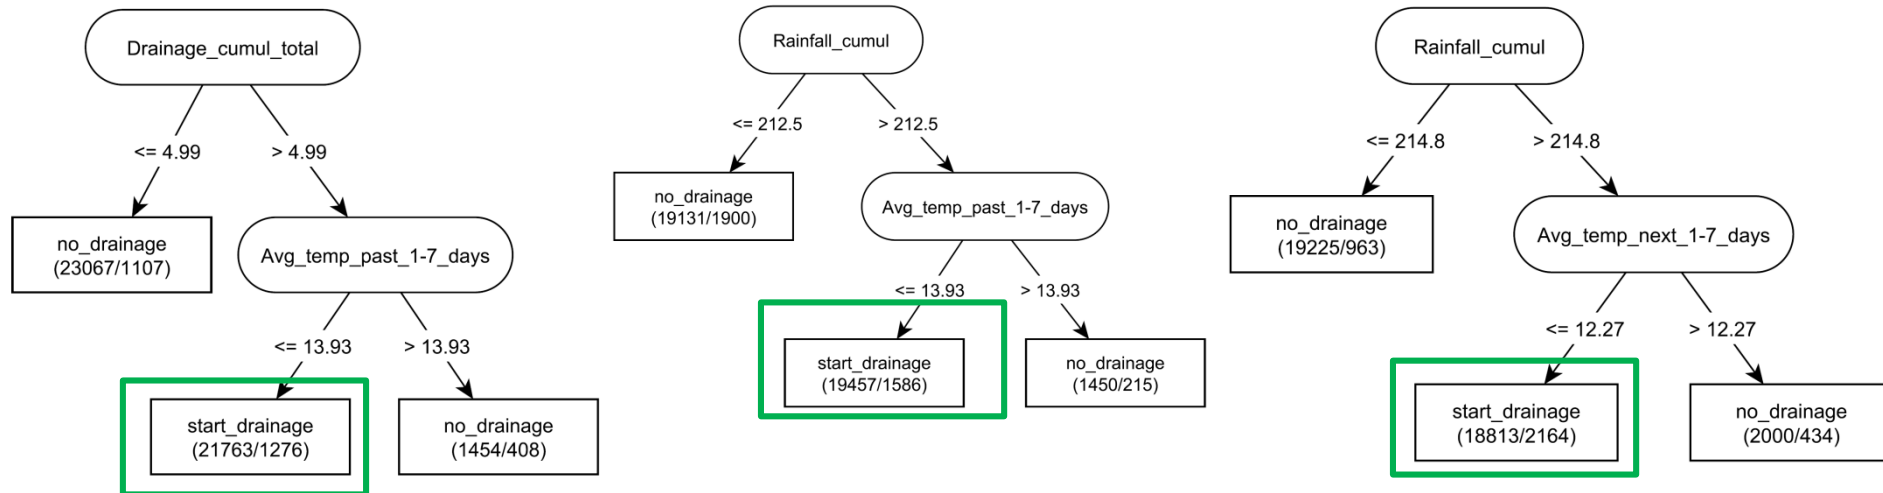 Drainage_cumul_total
<= 4.99
> 4.99
no_drainage
(23067/1107)
Avg_temp_past_1-7_days
<= 13.93
> 13.93
start_drainage
(21763/1276)
no_drainage
(1454/408)
Rainfall_cumul
<= 212.5
> 212.5
no_drainage
(19131/1900)
Avg_temp_past_1-7_days
<= 13.93
> 13.93
start_drainage
(19457/1586)
no_drainage
(1450/215)
Rainfall_cumul
<= 214.8
> 214.8
no_drainage
(19225/963)
Avg_temp_next_1-7_days
<= 12.27
> 12.27
start_drainage
(18813/2164)
no_drainage
(2000/434)